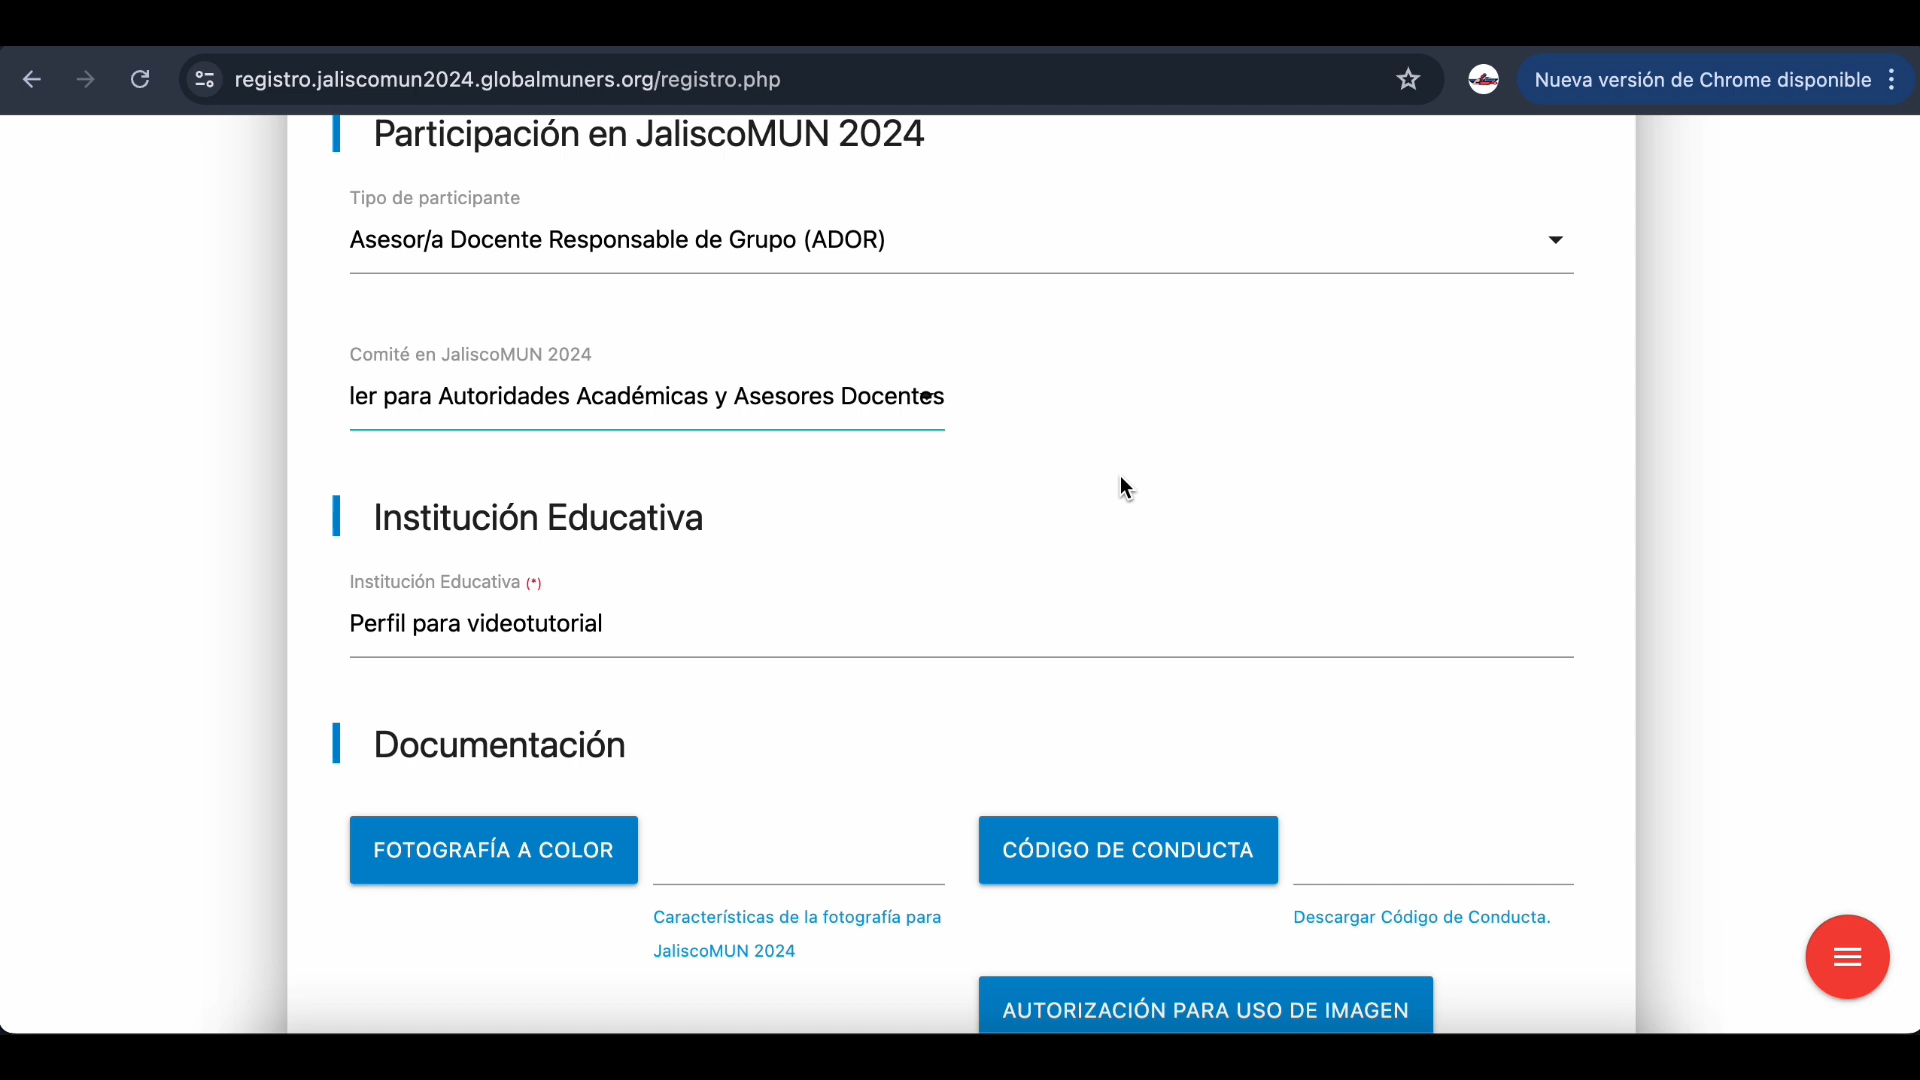 registro.jaliscomun2024.globalmuners.org/registro.php
Nueva versión de Chrome disponible
Participación en JaliscoMUN 2024
Tipo de participante
Asesor/a Docente Responsable de Grupo (ADOR)
Comité en JaliscoMUN 2024
ler para Autoridades Académicas y Asesores Docentes
Institución Educativa
Institución Educativa (*)
Perfil para videotutorial
Documentación
FOTOGRAFÍA A COLOR
CÓDIGO DE CONDUCTA
Características de la fotografía para
JaliscoMUN 2024
Descargar Código de Conducta.
AUTORIZACIÓN PARA USO DE IMAGEN